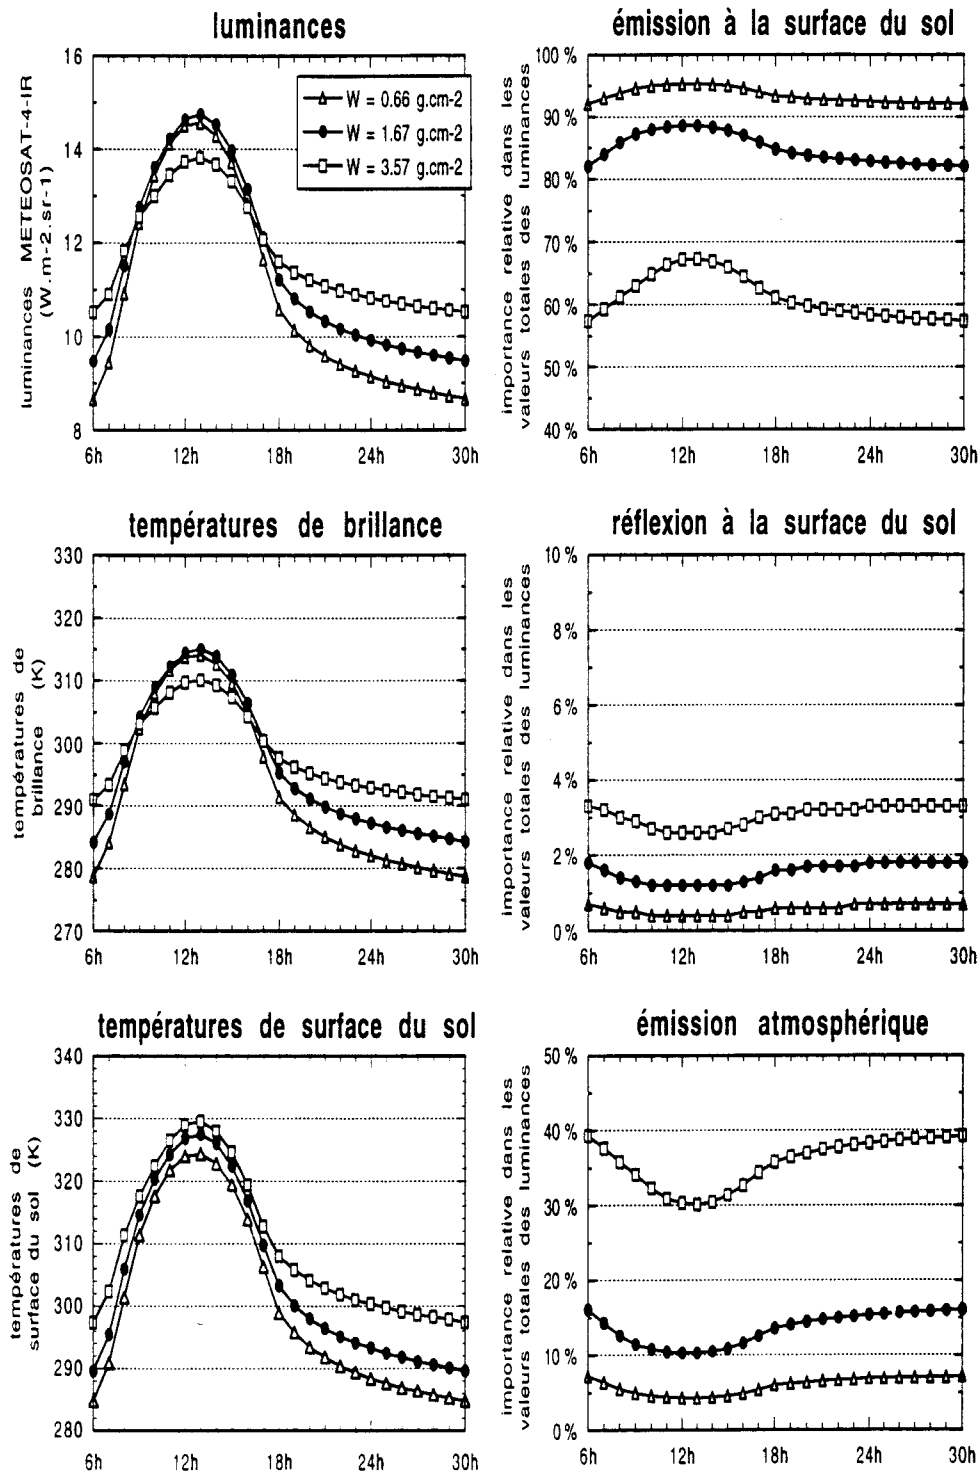 luminances
16
14
12
10
8
luminances METEOSAT-4-IR
(W.m-2.sr-1)
W = 0.66 g.cm-2
W = 1.67 g.cm-2
W = 3.57 g.cm-2
6h 12h 18h 24h 30h
émission à la surface du sol
100 %
90 %
80 %
70 %
60 %
50 %
40 %
importance relative dans les
valeurs totales des luminances
6h 12h 18h 24h 30h
températures de brillance
330
320
310
300
290
280
270
températures de
brillance (K)
6h 12h 18h 24h 30h
réflexion à la surface du sol
10 %
8 %
6 %
4 %
2 %
0 %
importance relative dans les
valeurs totales des luminances
6h 12h 18h 24h 30h
températures de surface du sol
340
330
320
310
300
290
280
températures de
surface du sol (K)
6h 12h 18h 24h 30h
émission atmosphérique
50 %
40 %
30 %
20 %
10 %
0 %
importance relative dans les
valeurs totales des luminances
6h 12h 18h 24h 30h